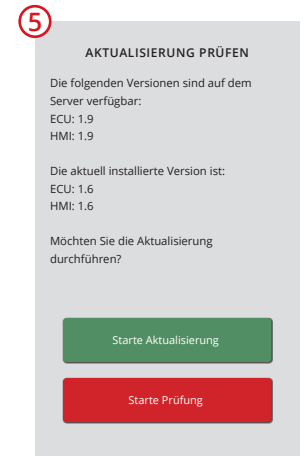 5
AKTUALISIERUNG PRÜFEN
Die folgenden Versionen sind auf dem
Server verfügbar:
ECU: 1.9
HMI: 1.9
Die aktuell installierte Version ist:
ECU: 1.6
HMI: 1.6
Möchten Sie die Aktualisierung
durchführen?
Starte Aktualisierung
Starte Prüfung